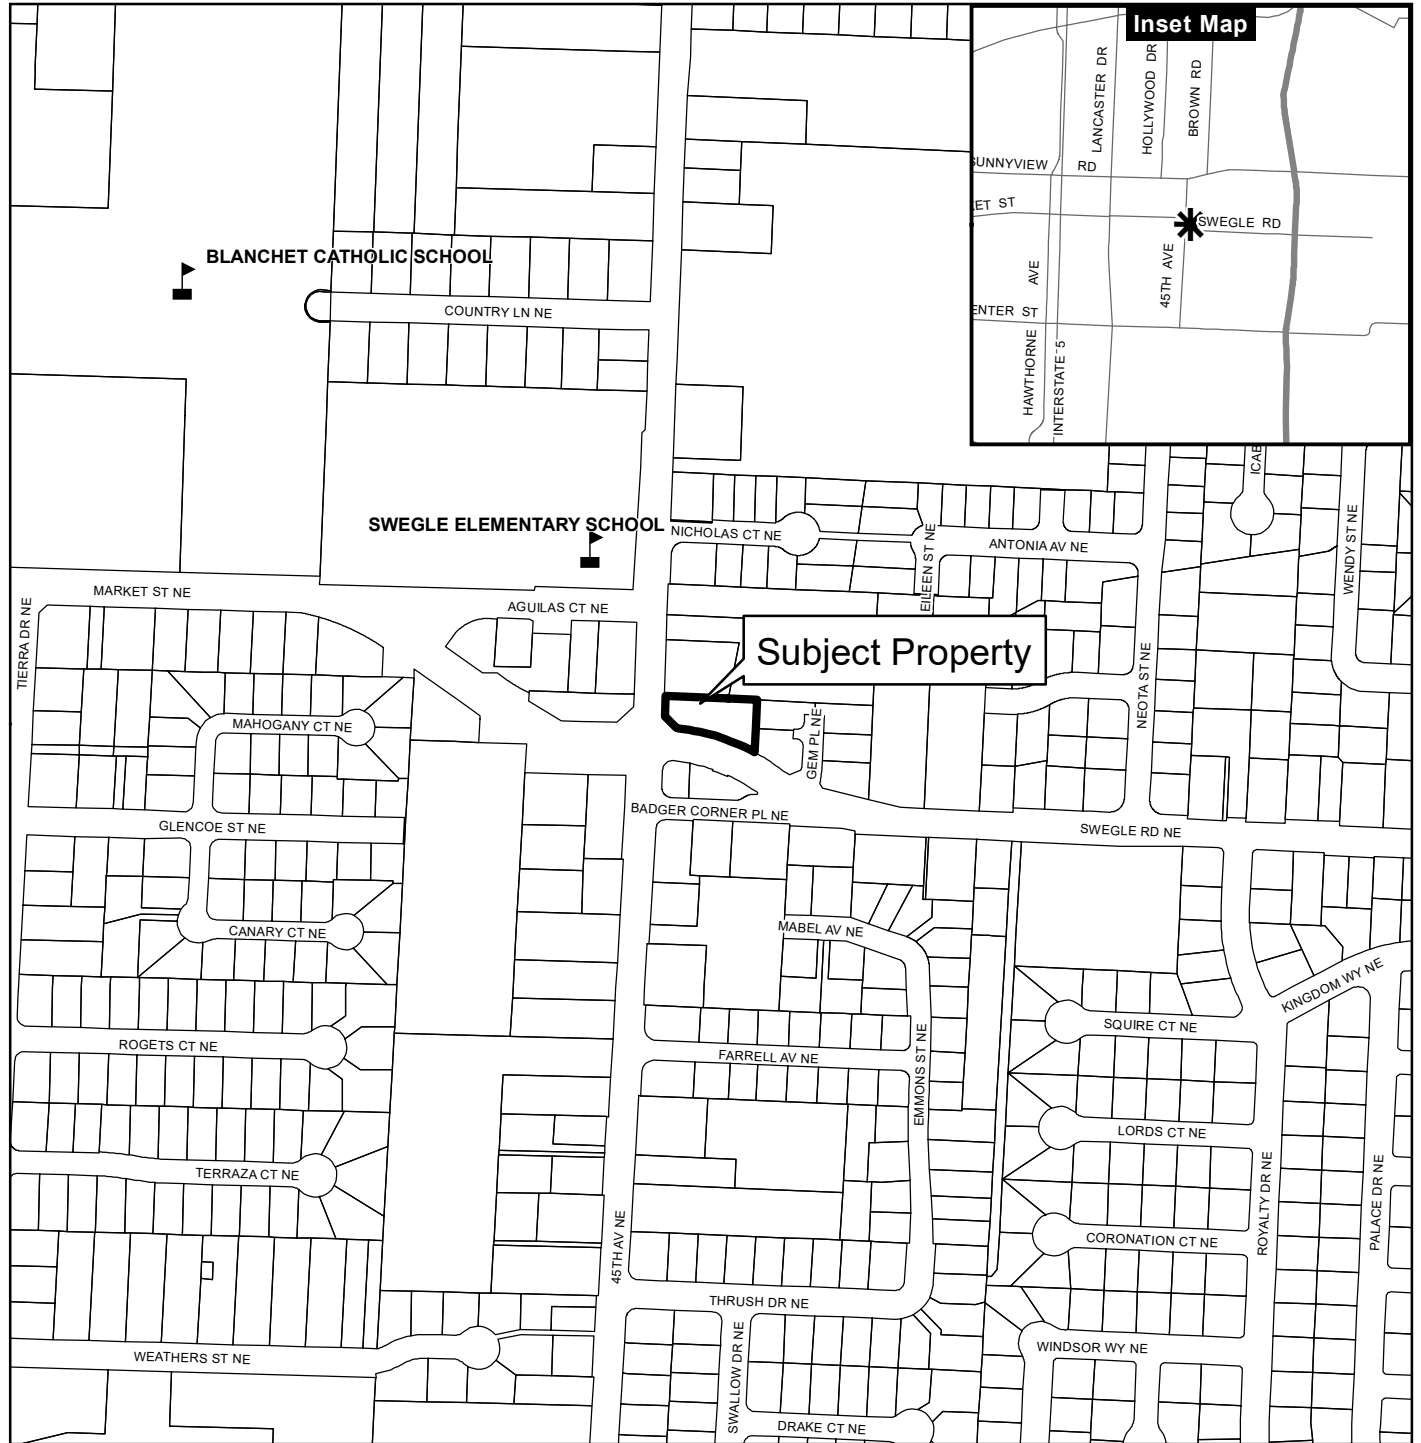 Inset Map
LANCASTER DR
HOLLYWOOD DR
BROWN RD
SUNNYVIEW RD
ET ST
SWEGLE RD
45TH AVE
HAWTHORNE AVE
ENTER ST
INTERSTATE 5
BLANCHET CATHOLIC SCHOOL
COUNTRY LN NE
SWEGLE ELEMENTARY SCHOOL
NICHOLAS CT NE
EILEEN ST NE
ANTONIA AV NE
ICAB
WENDY ST NE
MARKET ST NE
TIERRA DR NE
AGUILAS CT NE
Subject Property
NEOTA ST NE
MAHOGANY CT NE
GEM PL NE
BADGER CORNER PL NE
GLENCOE ST NE
SWEGLE RD NE
CANARY CT NE
MABEL AV NE
KINGDOM WY NE
SQUIRE CT NE
ROGETS CT NE
FARRELL AV NE
EMMONS ST NE
LORDS CT NE
TERRAZA CT NE
ROYALTY DR NE
PALACE DR NE
45TH AV NE
CORONATION CT NE
THRUSH DR NE
WEATHERS ST NE
SWALLOW DR NE
WINDSOR WY NE
DRAKE CT NE